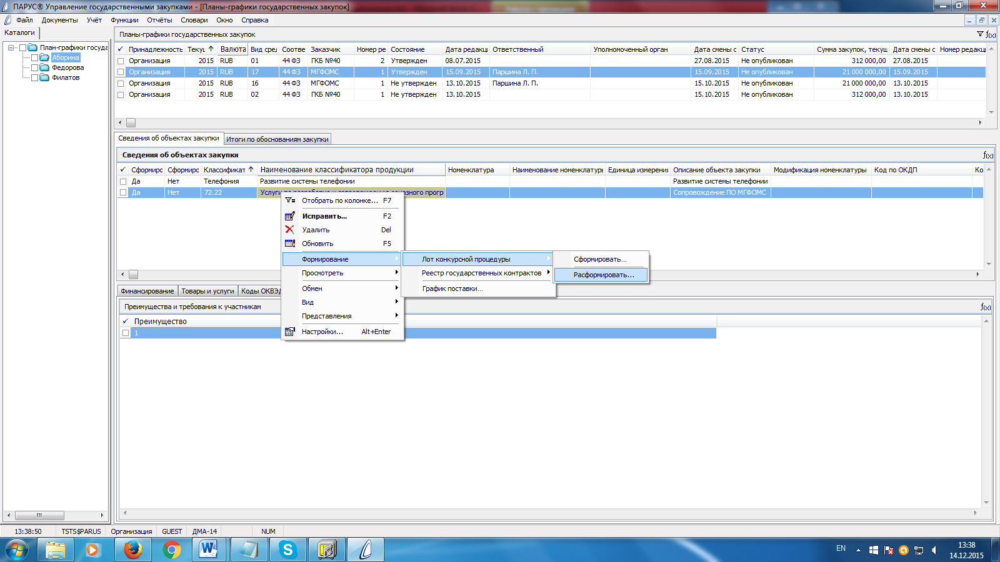 ПАРУС® Управление государственными закупками - [Планы-графики государственных закупок]
Файл Документы Учёт Функции Отчёты Словари Окно Справка
Каталоги
План-графики госуда
Аборина
Федорова
Филатов
Планы-графики государственных закупок f(x)
Принадлежность Текущ Валюта Вид сред Соотве Заказчик Номер ре Состояние Дата редакц Ответственный Уполномоченный орган Дата смены с Статус Сумма закупок, текущ Дата смены с Номер редакц
Организация 2015 RUB 01 44 ФЗ ГКБ №40 2 Утвержден 08.07.2015 27.08.2015 Не опубликован 312 000,00 27.08.2015
Организация 2015 RUB 17 44 ФЗ МГФОМС 1 Утвержден 15.09.2015 Паршина Л. П. 15.09.2015 Не опубликован 21 000 000,00 15.09.2015
Организация 2015 RUB 16 44 ФЗ МГФОМС 1 Не утвержден 13.10.2015 Паршина Л. П. 15.10.2015 Не опубликован 21 000 000,00 13.10.2015
Организация 2015 RUB 02 44 ФЗ ГКБ №40 1 Не утвержден 13.10.2015 15.10.2015 Не опубликован 312 000,00 13.10.2015
Сведения об объектах закупки Итоги по обоснованиям закупки
Сведения об объектах закупки f(x)
Сформирс Сформирс Классификат Наименование классификатора продукции Номенклатура Наименование номенклатуры Единица измерения Описание объекта закупки Модификация номенклатуры Код по ОКДП Ко
Да Нет Телефония Развитие системы телефонии Развитие системы телефонии
Да Нет 72.22 Услуги прогр Сопровождение ПО МГФОМС
Отобрать по колонке... F7
Исправить... F2
Удалить Del
Обновить F5
Формирование
Просмотреть
Обмен
Вид
Представления
Настройки... Alt+Enter
Лот конкурсной процедуры
Реестр государственных контрактов
График поставки...
Сформировать...
Расформировать...
Финансирование Товары и услуги Коды ОКВЭД
Преимущества и требования к участникам f(x)
Преимущество
1
13:38:50 TSTS$PARUS Организация GUEST ДМА-14 NUM
EN 13:38
14.12.2015